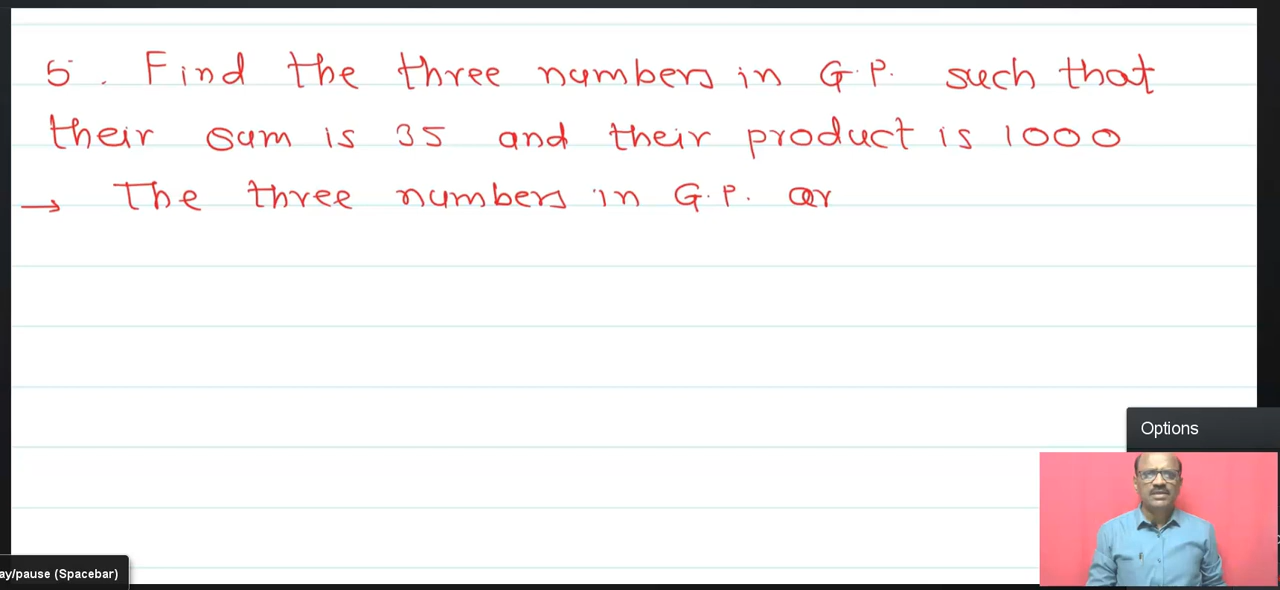 5. Find the three numbers in G.P. such that
their sum is 35 and their product is 1000
→ The three numbers in G.P. ar
Options
ay/pause (Spacebar)